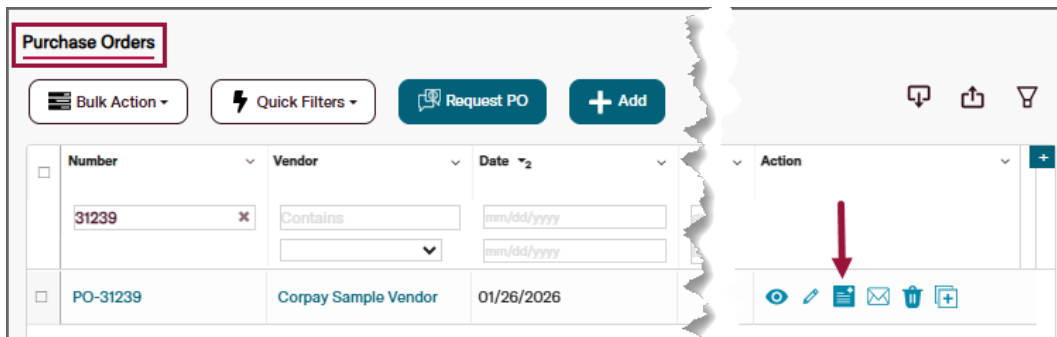 Purchase Orders
Bulk Action
Quick Filters
Request PO
Add
Number
Vendor
Date
2
Action
31239
Contains
mm/dd/yyyy
mm/dd/yyyy
PO-31239
Corpay Sample Vendor
01/26/2026